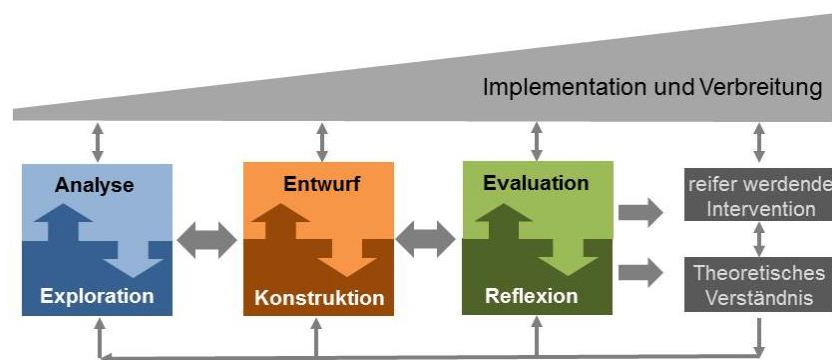 Implementation und Verbreitung
Analyse
Exploration
Entwurf
Konstruktion
Evaluation
Reflexion
reifer werdende
Intervention
Theoretisches
Verständnis